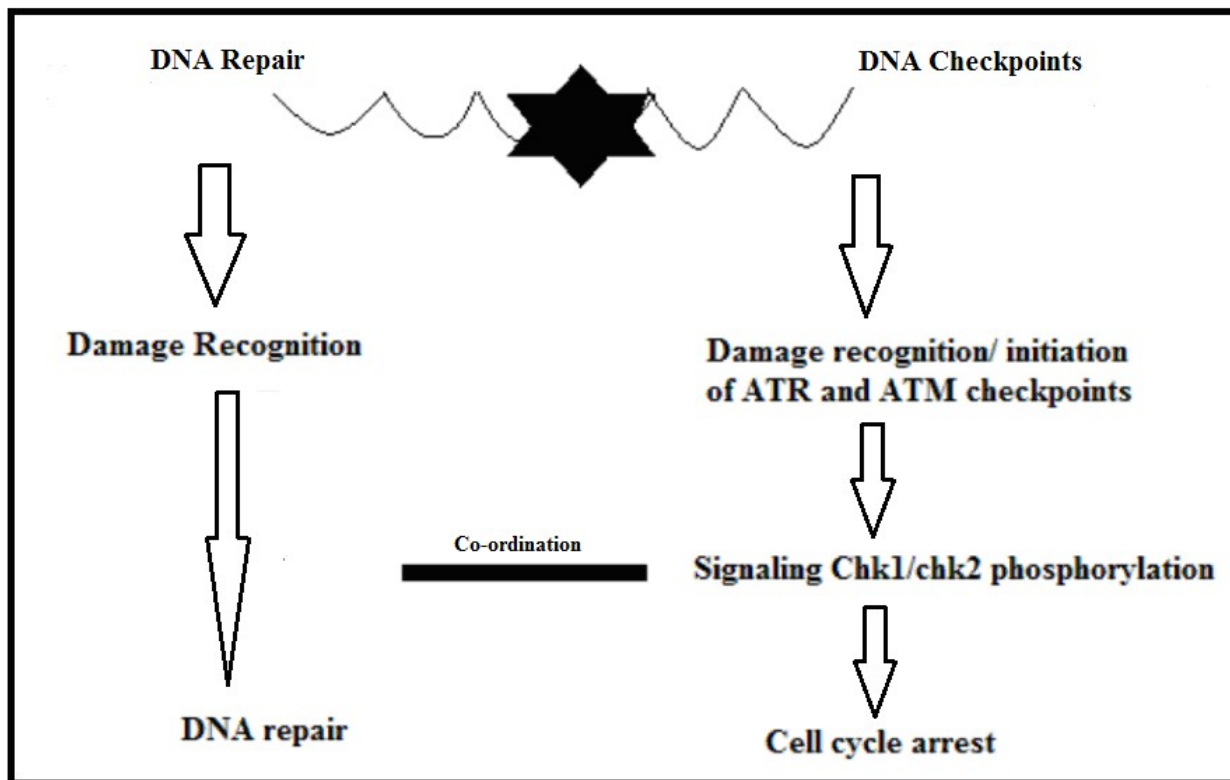 DNA Repair
DNA Checkpoints
Damage Recognition
Damage recognition/ initiation
of ATR and ATM checkpoints
Co-ordination
Signaling Chk1/chk2 phosphorylation
DNA repair
Cell cycle arrest